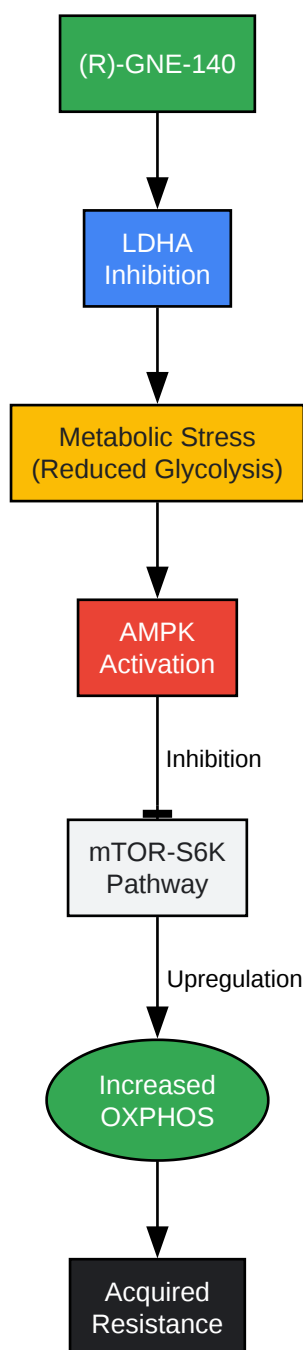 (R)-GNE-140
LDHA
Inhibition
Metabolic Stress
(Reduced Glycolysis)
AMPK
Activation
Inhibition
mTOR-S6K
Pathway
Upregulation
Increased
OXPHOS
Acquired
Resistance